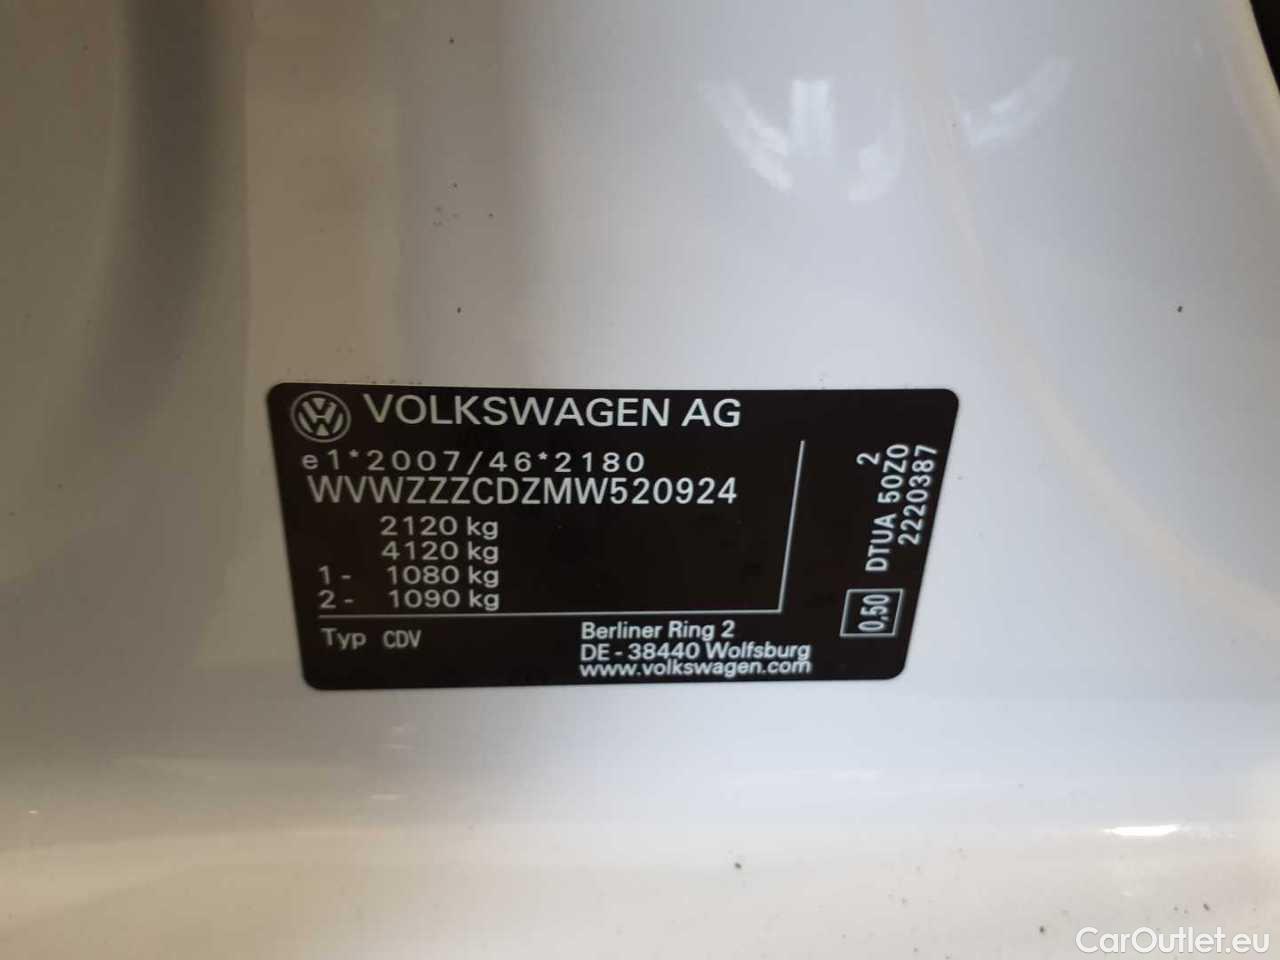 VOLKSWAGEN AG
e1*2007/46*2180
WVWZZZCDZMW520924
2120 kg
4120 kg
1- 1080 kg
2- 1090 kg
Typ CDV
Berliner Ring 2
DE-38440 Wolfsburg
www.volkswagen.com
0,50
DTUA 50Z0 2
2220387
CarOutlet.eu